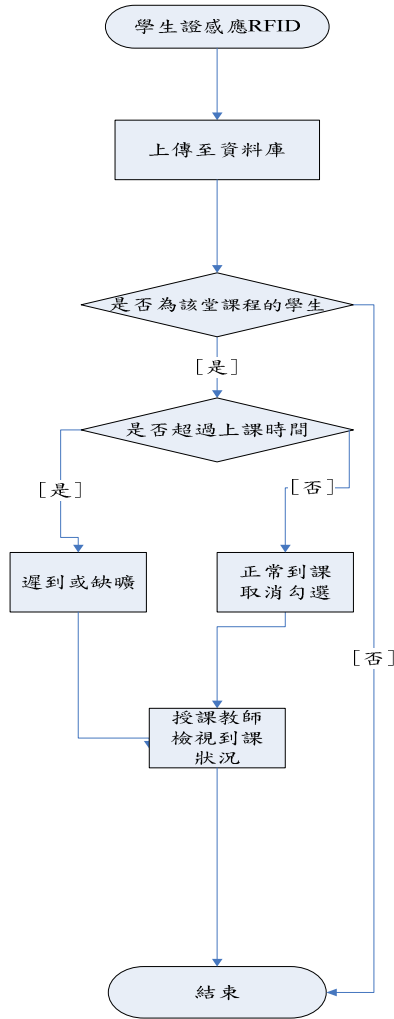 學生證感應RFID
上傳至資料庫
是否為該堂課程的學生
[是]
是否超過上課時間
[是]
[否]
遲到或缺曠
正常到課
取消勾選
[否]
授課教師
檢視到課
狀況
結束